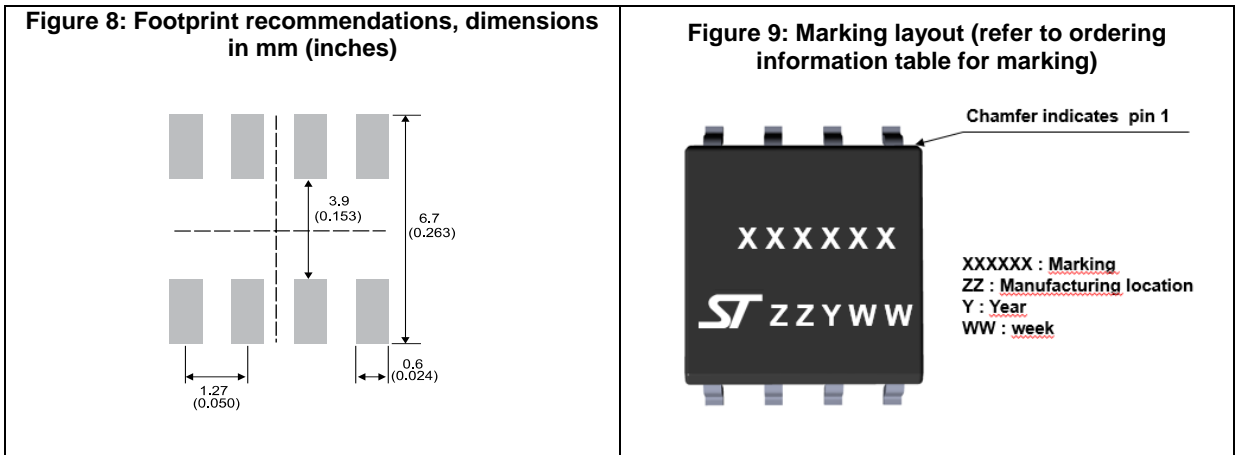 Figure 8: Footprint recommendations, dimensions
in mm (inches)
3.9
(0.153)
6.7
(0.263)
0.6
(0.024)
1.27
(0.050)
Figure 9: Marking layout (refer to ordering
information table for marking)
Chamfer indicates pin 1
XXXXXX
ST ZZYWW
XXXXXX : Marking
ZZ : Manufacturing location
Y : Year
WW : week